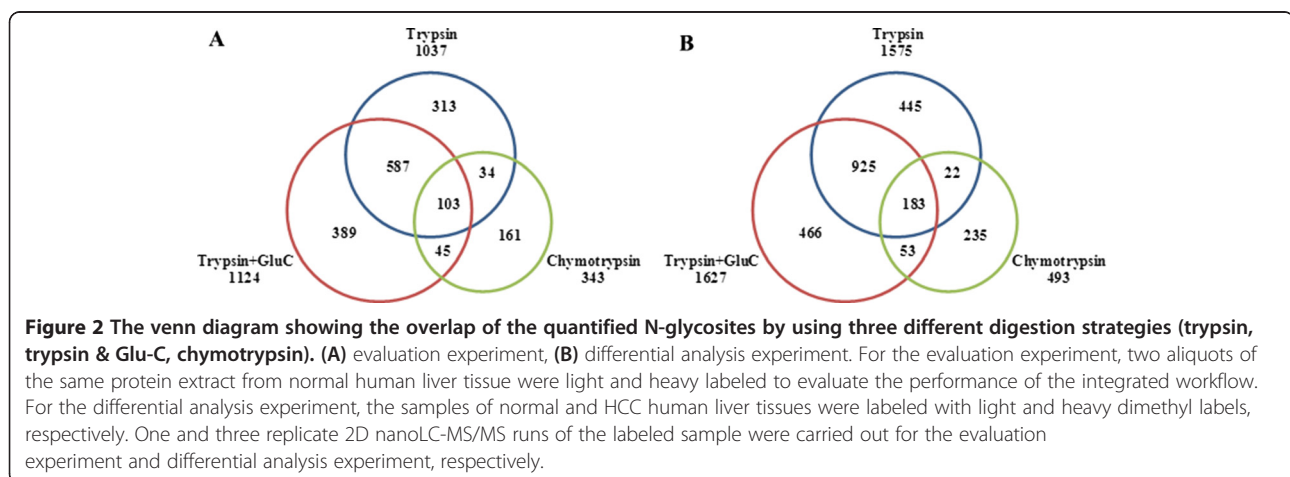 A
Trypsin
1037
313
587
34
103
389
45
161
Trypsin+GluC
1124
Chymotrypsin
343
B
Trypsin
1575
445
925
22
183
466
53
235
Trypsin+GluC
1627
Chymotrypsin
493
Figure 2 The venn diagram showing the overlap of the quantified N-glycosites by using three different digestion strategies (trypsin,
trypsin & Glu-C, chymotrypsin). (A) evaluation experiment, (B) differential analysis experiment. For the evaluation experiment, two aliquots of
the same protein extract from normal human liver tissue were light and heavy labeled to evaluate the performance of the integrated workflow.
For the differential analysis experiment, the samples of normal and HCC human liver tissues were labeled with light and heavy dimethyl labels,
respectively. One and three replicate 2D nanoLC-MS/MS runs of the labeled sample were carried out for the evaluation
experiment and differential analysis experiment, respectively.